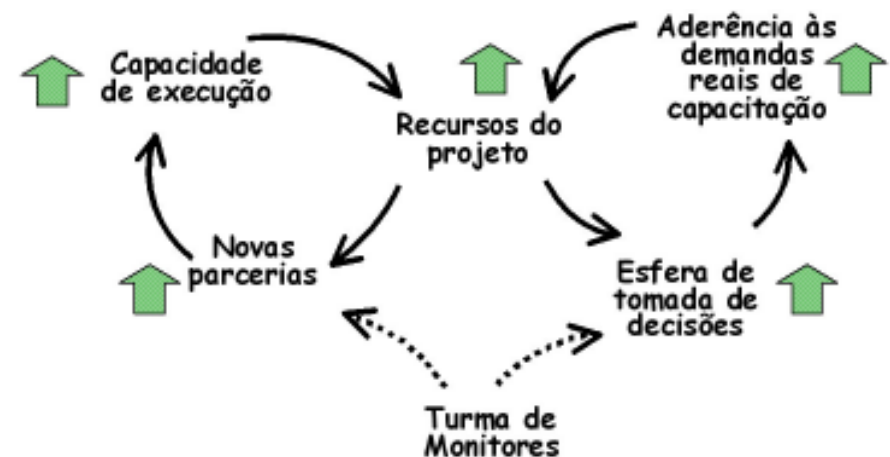 Capacidade
de execução
Recursos do
projeto
Aderência às
demandas
reais de
capacitação
Novas
parcerias
Esfera de
tomada de
decisões
Turma de
Monitores